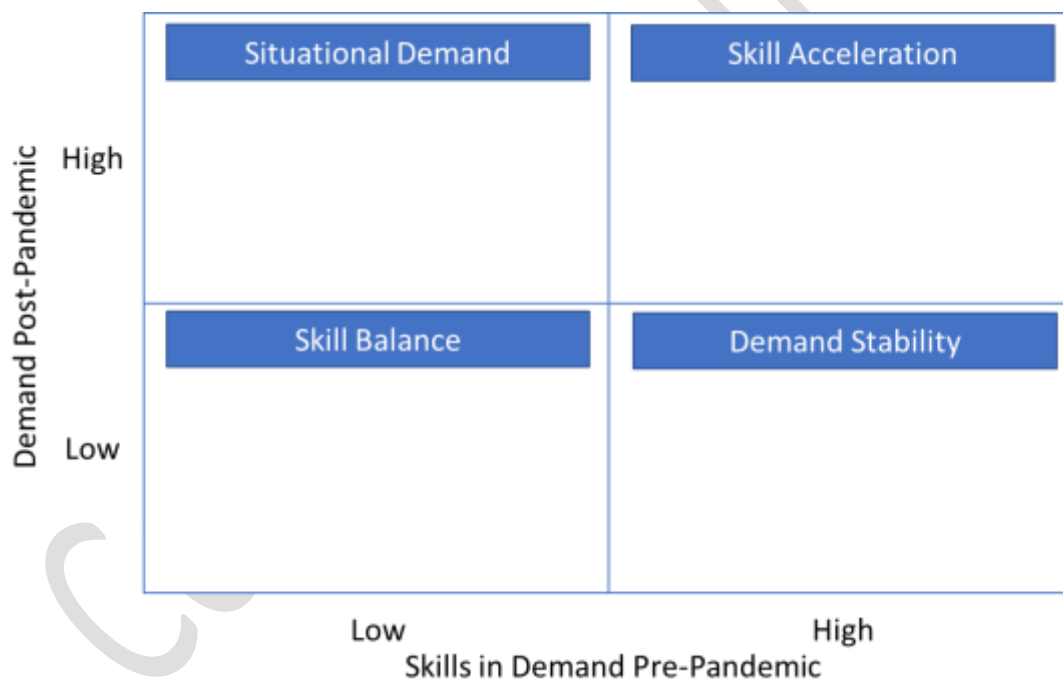 Situational Demand
Skill Acceleration
High
Demand Post-Pandemic
Skill Balance
Demand Stability
Low
Low
High
Skills in Demand Pre-Pandemic